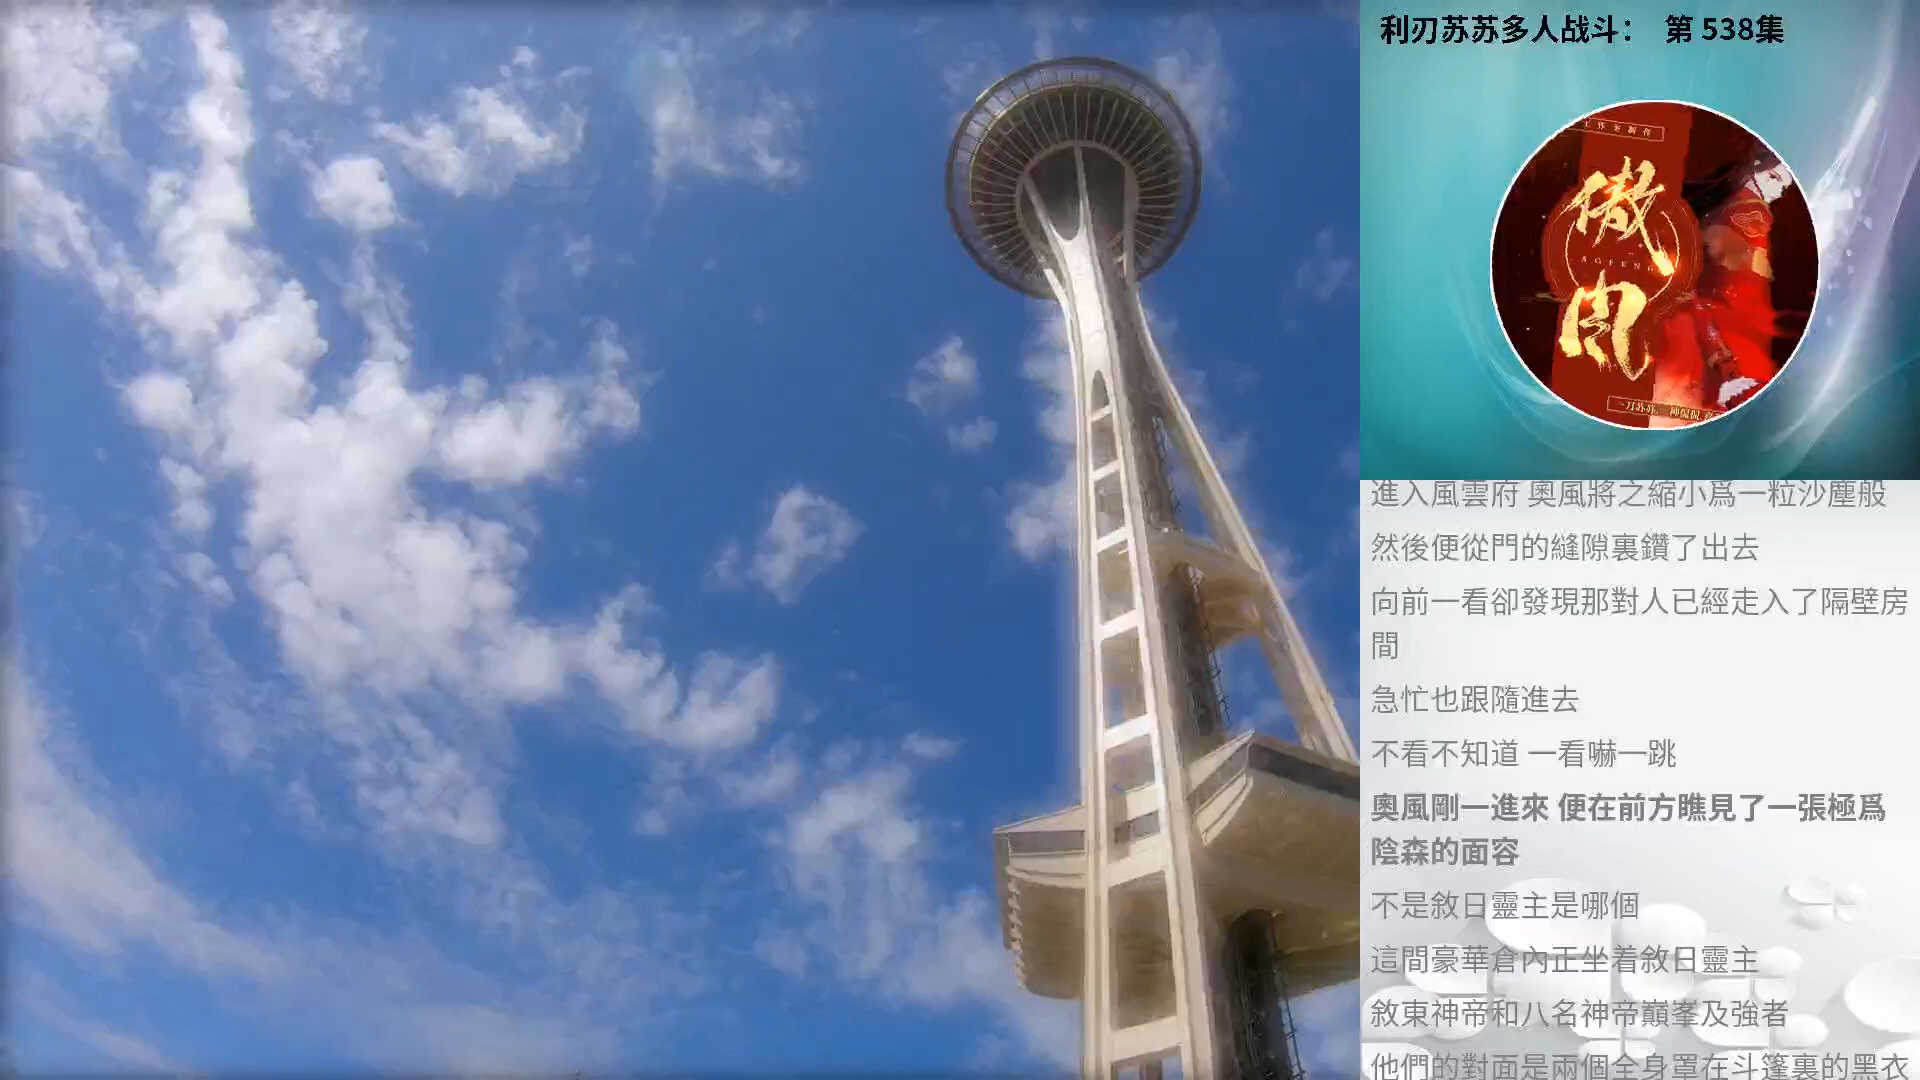 利刃苏苏多人战斗： 第 538集
傲风
AOFENG
進入風雲府 奧風將之縮小爲一粒沙塵般
然後便從門的縫隙裏鑽了出去
向前一看卻發現那對人已經走入了隔壁房
間
急忙也跟隨進去
不看不知道 一看嚇一跳
奧風剛一進來 便在前方瞧見了一張極爲
陰森的面容
不是敘日靈主是哪個
這間豪華倉內正坐着敘日靈主
敘東神帝和八名神帝巔峯及強者
他們的對面是兩個全身罩在斗篷裏的黑衣